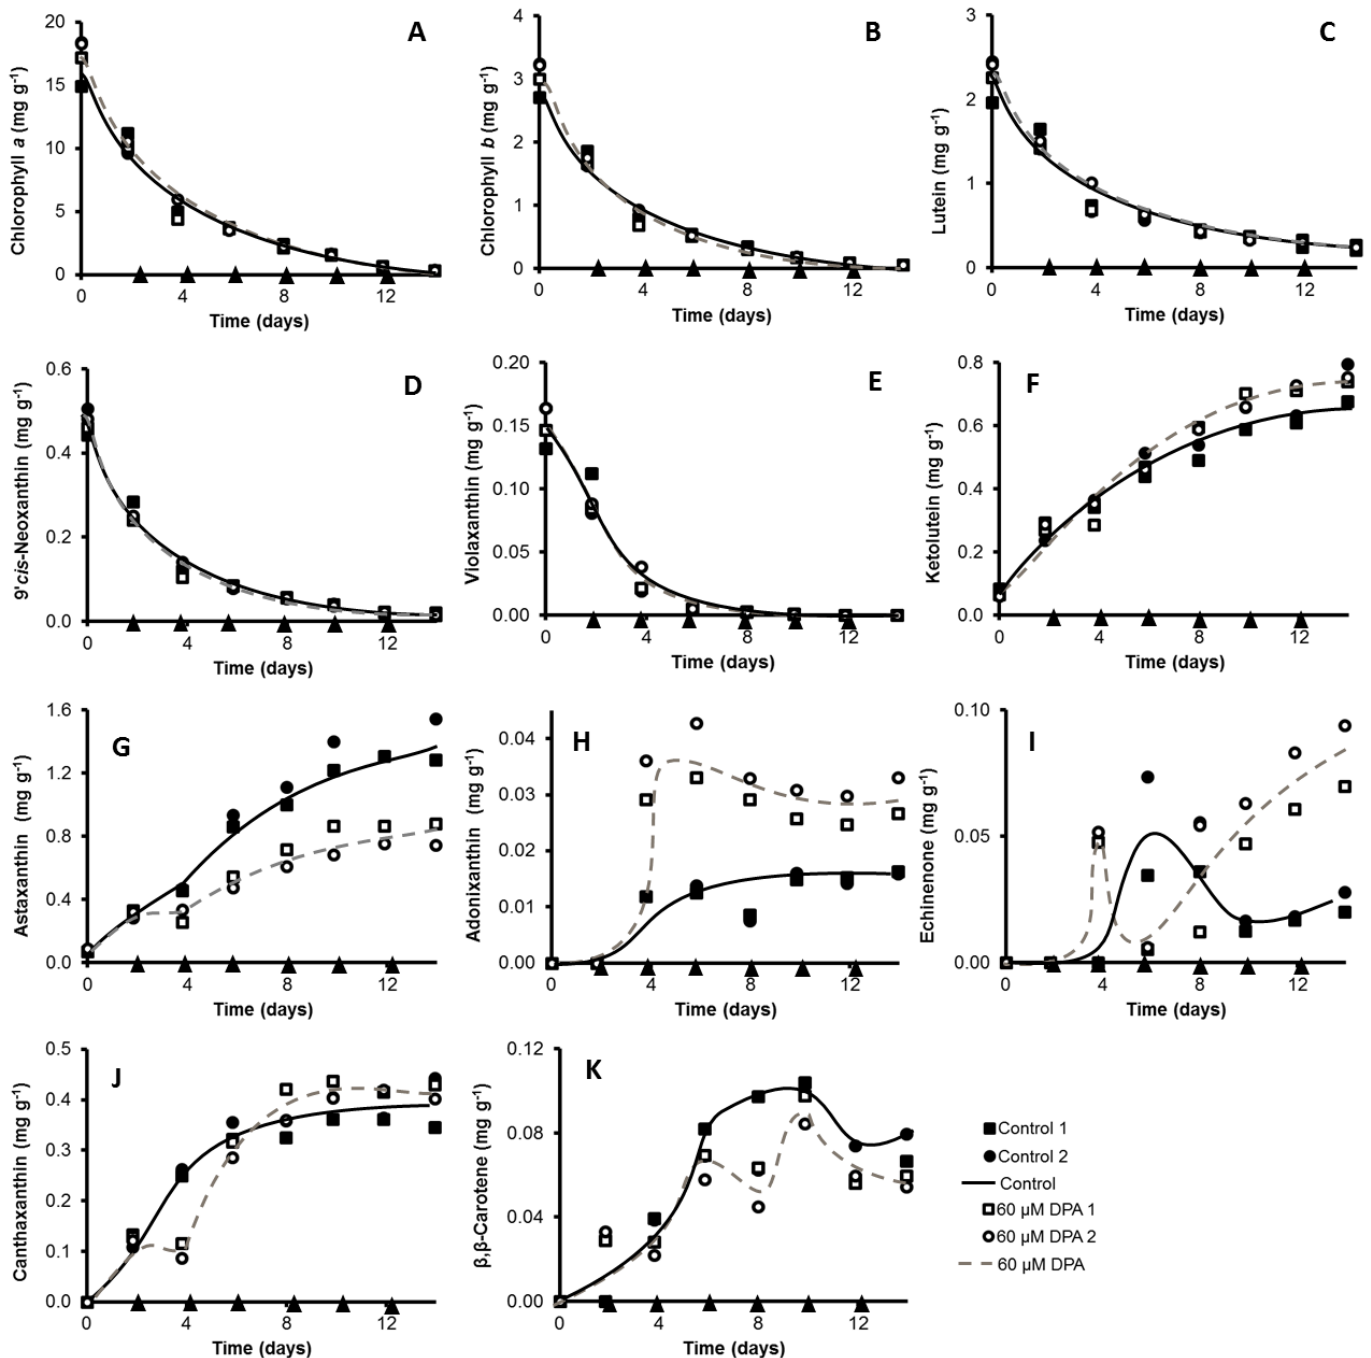 A
Chlorophyll a (mg g-1)
20
15
10
5
0
0 4 8 12
Time (days)
B
Chlorophyll b (mg g-1)
4
3
2
1
0
0 4 8 12
Time (days)
C
Lutein (mg g-1)
3
2
1
0
0 4 8 12
Time (days)
D
9'cis-Neoxanthin (mg g-1)
0.6
0.4
0.2
0.0
0 4 8 12
Time (days)
E
Violaxanthin (mg g-1)
0.20
0.15
0.10
0.05
0.00
0 4 8 12
Time (days)
F
Ketolutein (mg g-1)
0.8
0.6
0.4
0.2
0.0
0 4 8 12
Time (days)
G
Astaxanthin (mg g-1)
1.6
1.2
0.8
0.4
0.0
0 4 8 12
Time (days)
H
Adonixanthin (mg g-1)
0.04
0.03
0.02
0.01
0.00
0 4 8 12
Time (days)
I
Echinenone (mg g-1)
0.10
0.05
0.00
0 4 8 12
Time (days)
J
Canthaxanthin (mg g-1)
0.5
0.4
0.3
0.2
0.1
0.0
0 4 8 12
Time (days)
K
β,β-Carotene (mg g-1)
0.12
0.08
0.04
0.00
0 4 8 12
Time (days)
Control 1
Control 2
Control
60 µM DPA 1
60 µM DPA 2
60 µM DPA